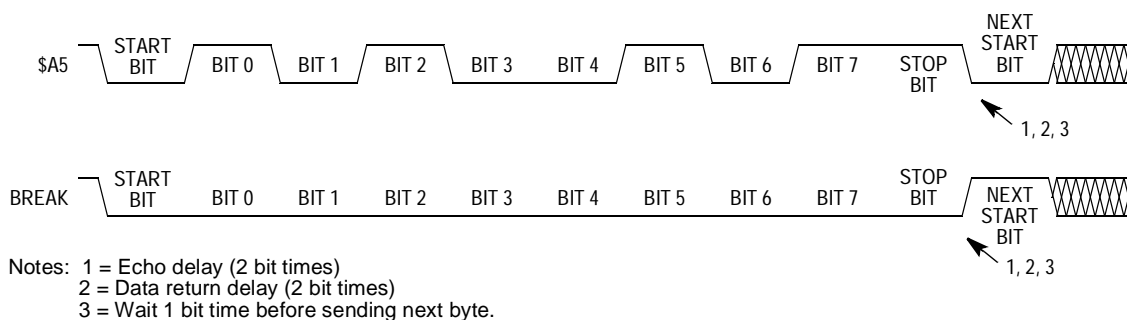 $A5 START BIT BIT 0 BIT 1 BIT 2 BIT 3 BIT 4 BIT 5 BIT 6 BIT 7 STOP BIT NEXT START BIT
1, 2, 3
BREAK START BIT BIT 0 BIT 1 BIT 2 BIT 3 BIT 4 BIT 5 BIT 6 BIT 7 STOP BIT NEXT START BIT
1, 2, 3
Notes: 1 = Echo delay (2 bit times)
2 = Data return delay (2 bit times)
3 = Wait 1 bit time before sending next byte.